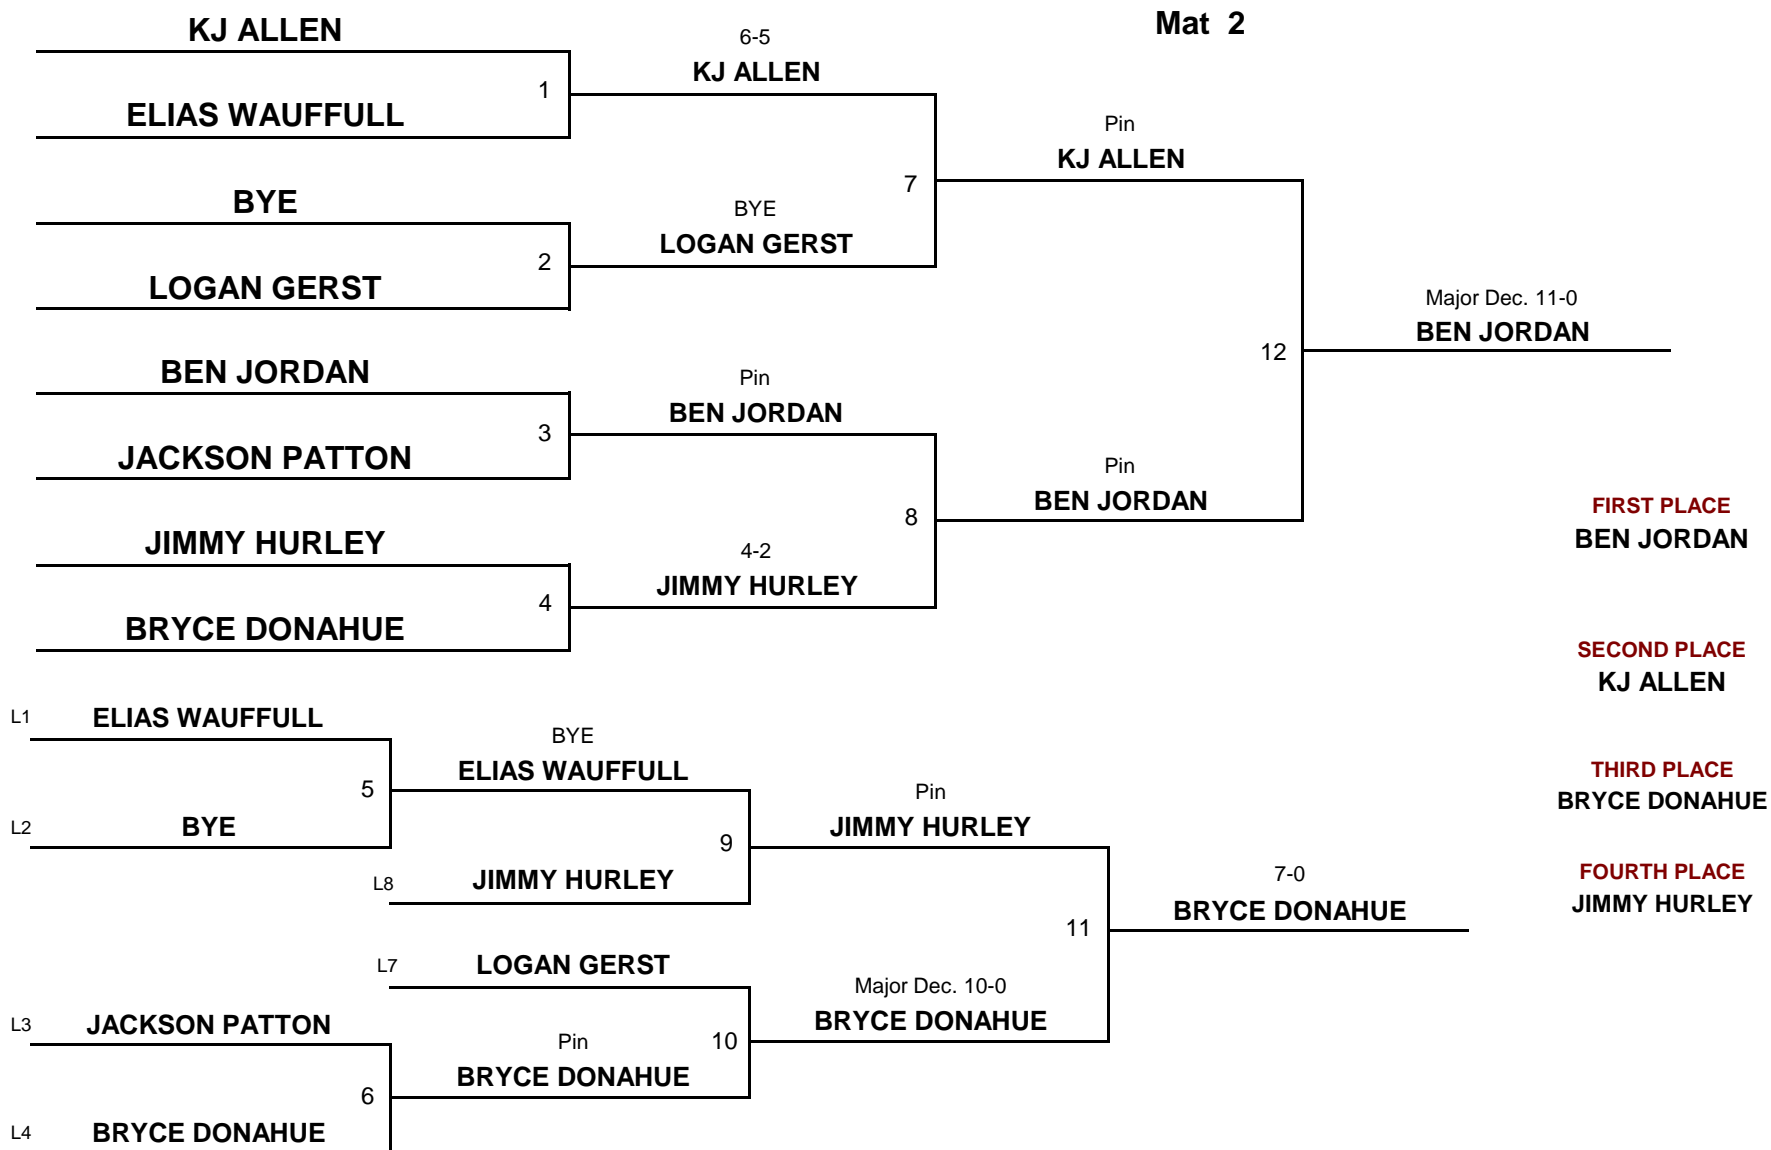 Mat 2
KJ ALLEN
1
ELIAS WAUFFULL
6-5
KJ ALLEN
BYE
2
LOGAN GERST
BYE
LOGAN GERST
7
Pin
KJ ALLEN
BEN JORDAN
3
JACKSON PATTON
Pin
BEN JORDAN
JIMMY HURLEY
4
BRYCE DONAHUE
4-2
JIMMY HURLEY
8
Pin
BEN JORDAN
12
Major Dec. 11-0
BEN JORDAN
FIRST PLACE
BEN JORDAN
SECOND PLACE
KJ ALLEN
THIRD PLACE
BRYCE DONAHUE
FOURTH PLACE
JIMMY HURLEY
L1 ELIAS WAUFFULL
5
L2 BYE
BYE
ELIAS WAUFFULL
9
L8 JIMMY HURLEY
Pin
JIMMY HURLEY
L7 LOGAN GERST
L3 JACKSON PATTON
6
L4 BRYCE DONAHUE
Pin
BRYCE DONAHUE
10
Major Dec. 10-0
BRYCE DONAHUE
11
7-0
BRYCE DONAHUE